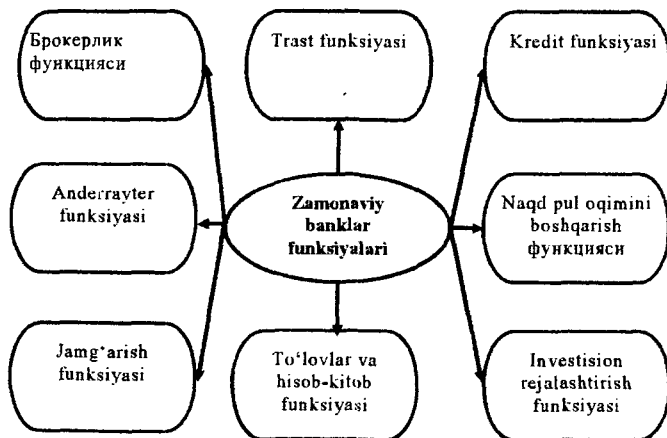 Брокерлик
функцияси
Trast funksiyasi
Kredit funksiyasi
Anderrayter
funksiyasi
Zamonaviy
banklar
funksiyalari
Naqd pul oqimini
boshqarish
функцияси
Jamg‘arish
funksiyasi
To‘lovlar va
hisob-kitob
funksiyasi
Investision
rejalashtirish
funksiyasi